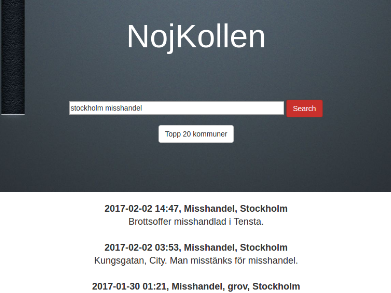 NojKollen
stockholm misshandel
Search
Topp 20 kommuner
2017-02-02 14:47, Misshandel, Stockholm
Brottsoffer misshandlad i Tensta.
2017-02-02 03:53, Misshandel, Stockholm
Kungsgatan, City. Man misstänks för misshandel.
2017-01-30 01:21, Misshandel, grov, Stockholm